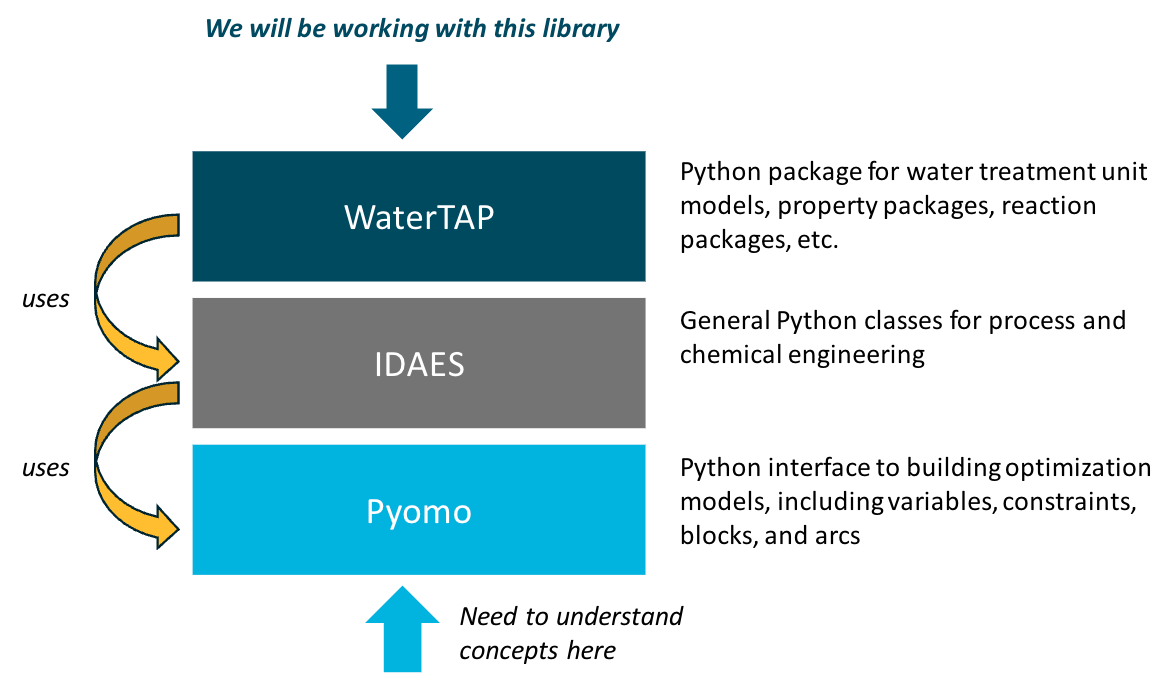 We will be working with this library
WaterTAP
Python package for water treatment unit
models, property packages, reaction
packages, etc.
uses
IDAES
General Python classes for process and
chemical engineering
uses
Pyomo
Python interface to building optimization
models, including variables, constraints,
blocks, and arcs
Need to understand
concepts here